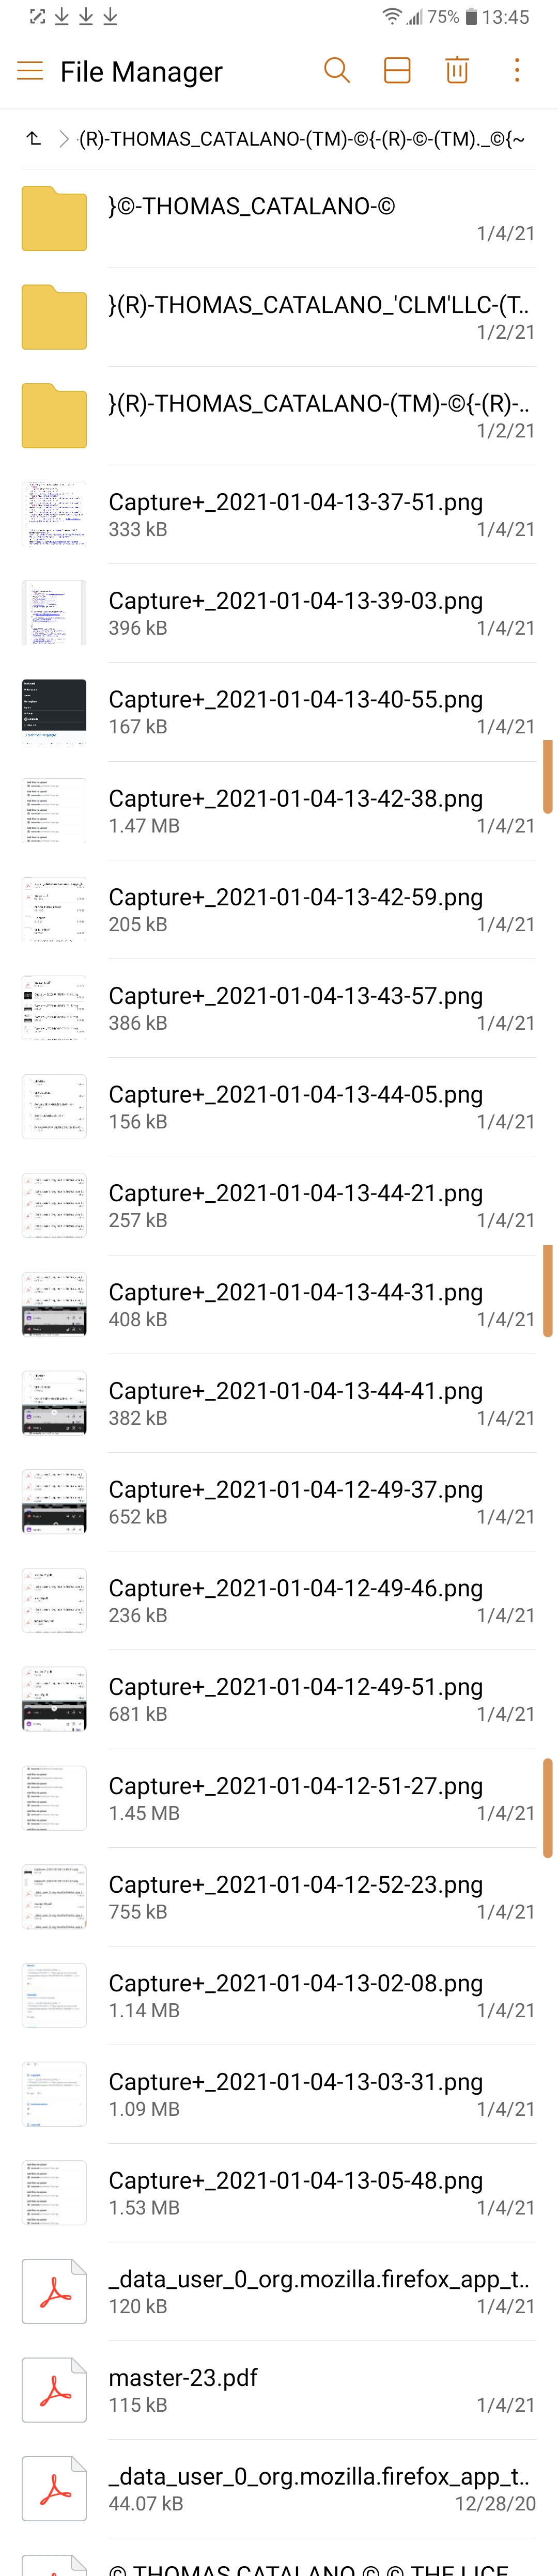 75% 13:45
File Manager
(R)-THOMAS_CATALANO-(TM)-©{-(R)-©-(TM)._©{~
}©-THOMAS_CATALANO-©
1/4/21
}(R)-THOMAS_CATALANO_'CLM'LLC-(T..
1/2/21
}(R)-THOMAS_CATALANO-(TM)-©{-(R)-..
1/2/21
Capture+_2021-01-04-13-37-51.png
333 kB 1/4/21
Capture+_2021-01-04-13-39-03.png
396 kB 1/4/21
Capture+_2021-01-04-13-40-55.png
167 kB 1/4/21
Capture+_2021-01-04-13-42-38.png
1.47 MB 1/4/21
Capture+_2021-01-04-13-42-59.png
205 kB 1/4/21
Capture+_2021-01-04-13-43-57.png
386 kB 1/4/21
Capture+_2021-01-04-13-44-05.png
156 kB 1/4/21
Capture+_2021-01-04-13-44-21.png
257 kB 1/4/21
Capture+_2021-01-04-13-44-31.png
408 kB 1/4/21
Capture+_2021-01-04-13-44-41.png
382 kB 1/4/21
Capture+_2021-01-04-12-49-37.png
652 kB 1/4/21
Capture+_2021-01-04-12-49-46.png
236 kB 1/4/21
Capture+_2021-01-04-12-49-51.png
681 kB 1/4/21
Capture+_2021-01-04-12-51-27.png
1.45 MB 1/4/21
Capture+_2021-01-04-12-52-23.png
755 kB 1/4/21
Capture+_2021-01-04-13-02-08.png
1.14 MB 1/4/21
Capture+_2021-01-04-13-03-31.png
1.09 MB 1/4/21
Capture+_2021-01-04-13-05-48.png
1.53 MB 1/4/21
_data_user_0_org.mozilla.firefox_app_t..
120 kB 1/4/21
master-23.pdf
115 kB 1/4/21
_data_user_0_org.mozilla.firefox_app_t..
44.07 kB 12/28/20
© THOMAS CATALANO © © THE LICE